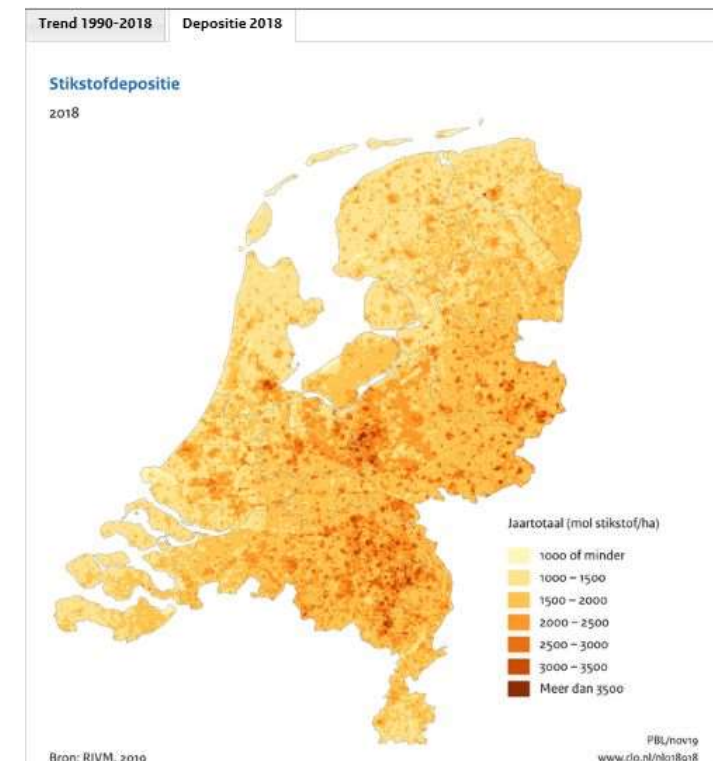 Trend 1990-2018
Depositie 2018
Stikstofdepositie
2018
Jaartotaal (mol stikstof/ha)
1000 of minder
1000 – 1500
1500 – 2000
2000 – 2500
2500 – 3000
3000 – 3500
Meer dan 3500
PBL/nov19
Bron: RIVM, 2019
www.clo.nl/nl018918